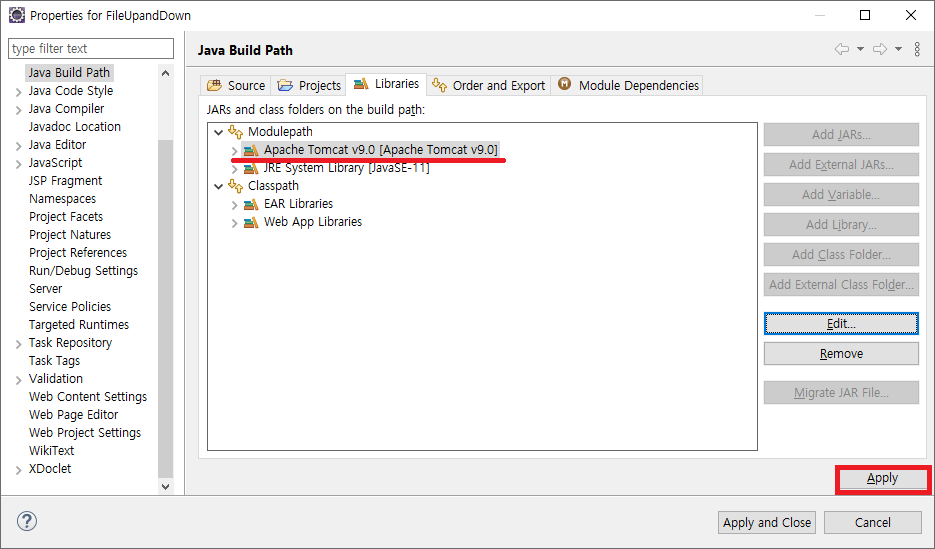 Properties for FileUpandDown
type filter text
Java Build Path
Java Code Style
Java Compiler
Javadoc Location
Java Editor
JavaScript
JSP Fragment
Namespaces
Project Facets
Project Natures
Project References
Run/Debug Settings
Server
Service Policies
Targeted Runtimes
Task Repository
Task Tags
Validation
Web Content Settings
Web Page Editor
Web Project Settings
WikiText
XDoclet
Java Build Path
Source Projects Libraries Order and Export Module Dependencies
JARs and class folders on the build path:
Modulepath
Apache Tomcat v9.0 [Apache Tomcat v9.0]
JRE System Library [JavaSE-11]
Classpath
EAR Libraries
Web App Libraries
Add JARs...
Add External JARs...
Add Variable...
Add Library...
Add Class Folder...
Add External Class Folder...
Edit...
Remove
Migrate JAR File...
Apply
Apply and Close Cancel